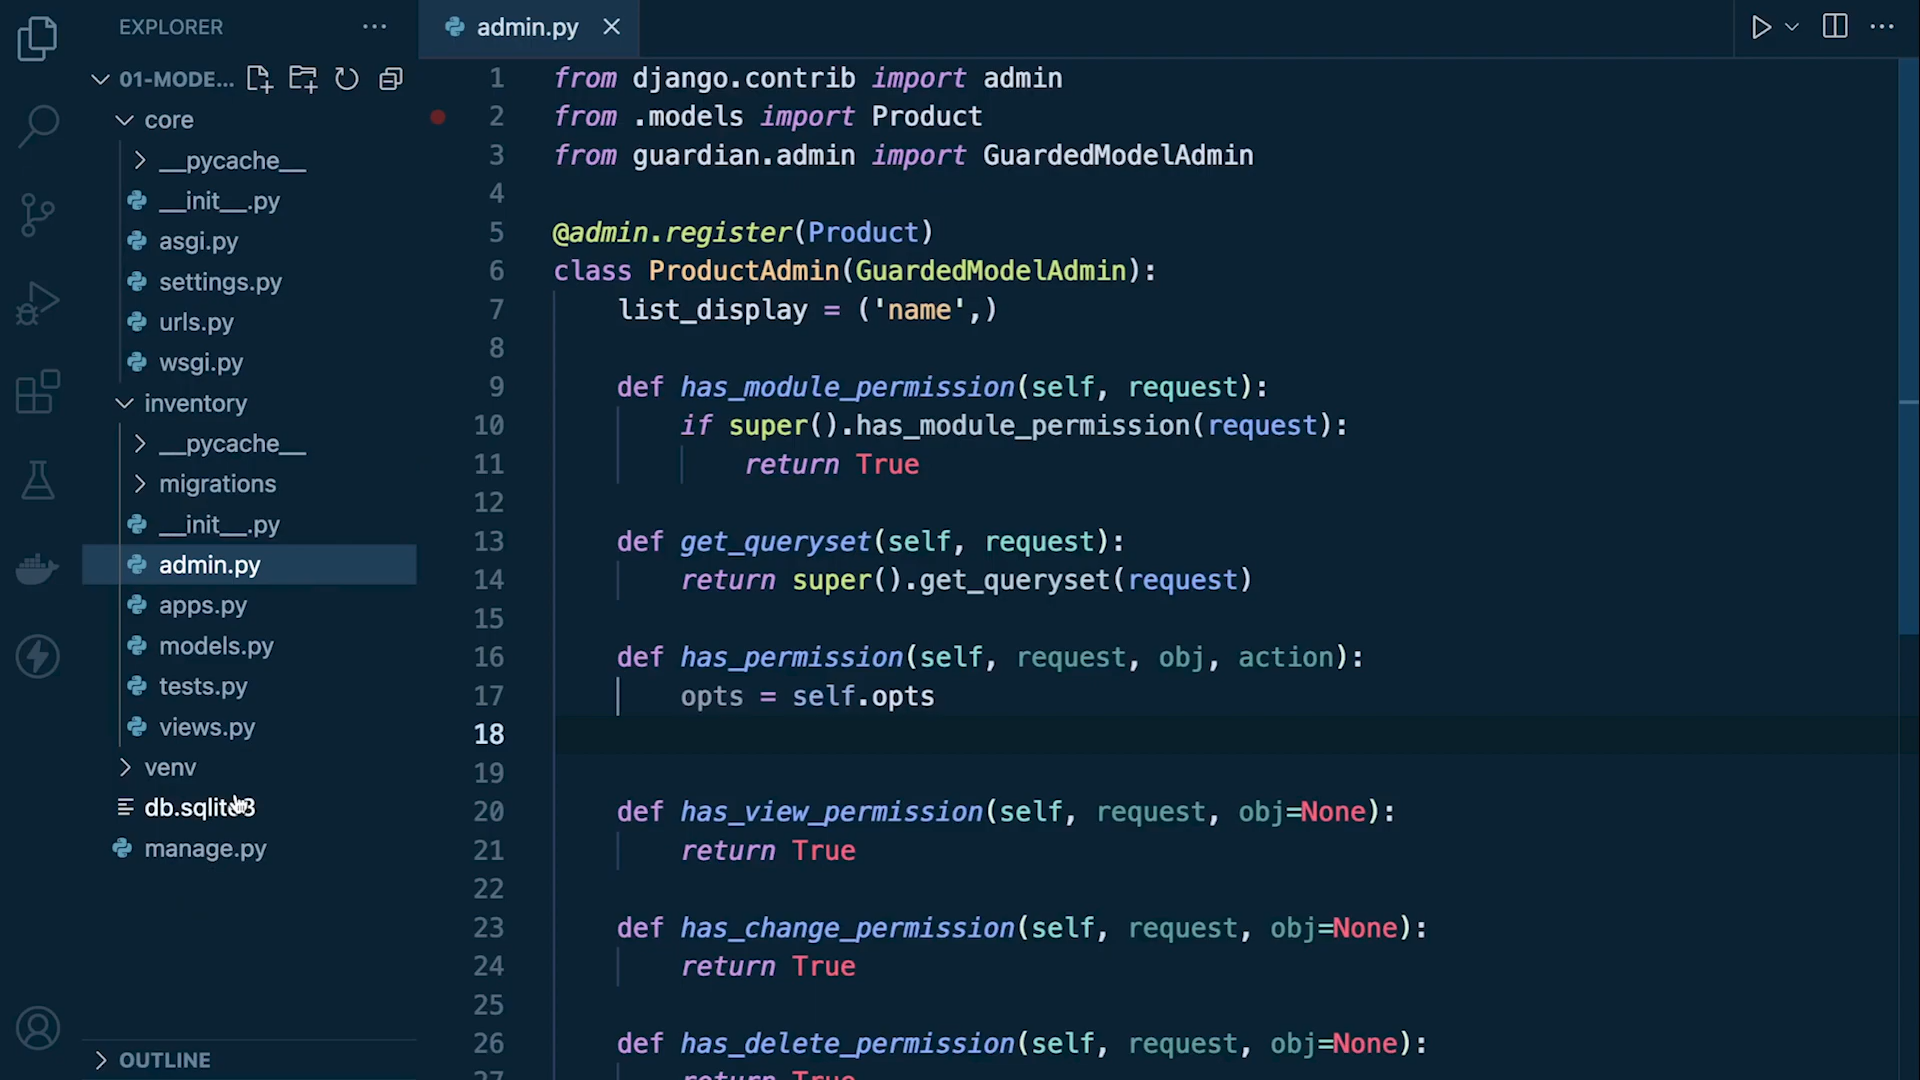 EXPLORER
01-MODE...
core
__pycache__
__init__.py
asgi.py
settings.py
urls.py
wsgi.py
inventory
__pycache__
migrations
__init__.py
admin.py
apps.py
models.py
tests.py
views.py
venv
db.sqlite3
manage.py
OUTLINE
admin.py
1 from django.contrib import admin
2 from .models import Product
3 from guardian.admin import GuardedModelAdmin
4
5 @admin.register(Product)
6 class ProductAdmin(GuardedModelAdmin):
7     list_display = ('name',)
8
9     def has_module_permission(self, request):
10         if super().has_module_permission(request):
11             return True
12
13     def get_queryset(self, request):
14         return super().get_queryset(request)
15
16     def has_permission(self, request, obj, action):
17         opts = self.opts
18
19
20     def has_view_permission(self, request, obj=None):
21         return True
22
23     def has_change_permission(self, request, obj=None):
24         return True
25
26     def has_delete_permission(self, request, obj=None):
27         return True